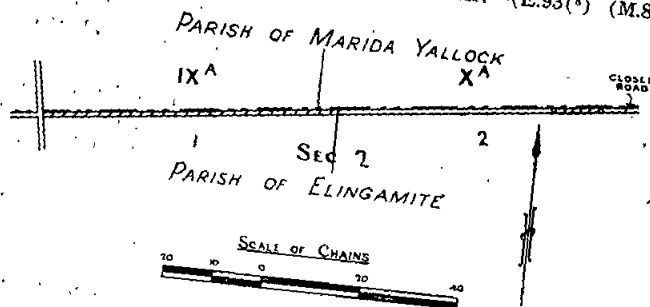 (E.93(⁸) (M.8
PARISH OF MARIDA YALLOCK
IXᴬ
Xᴬ
CLOSED
ROAD
1
SEC 2
2
PARISH OF ELINGAMITE
SCALE OF CHAINS
20 10 0 20 40